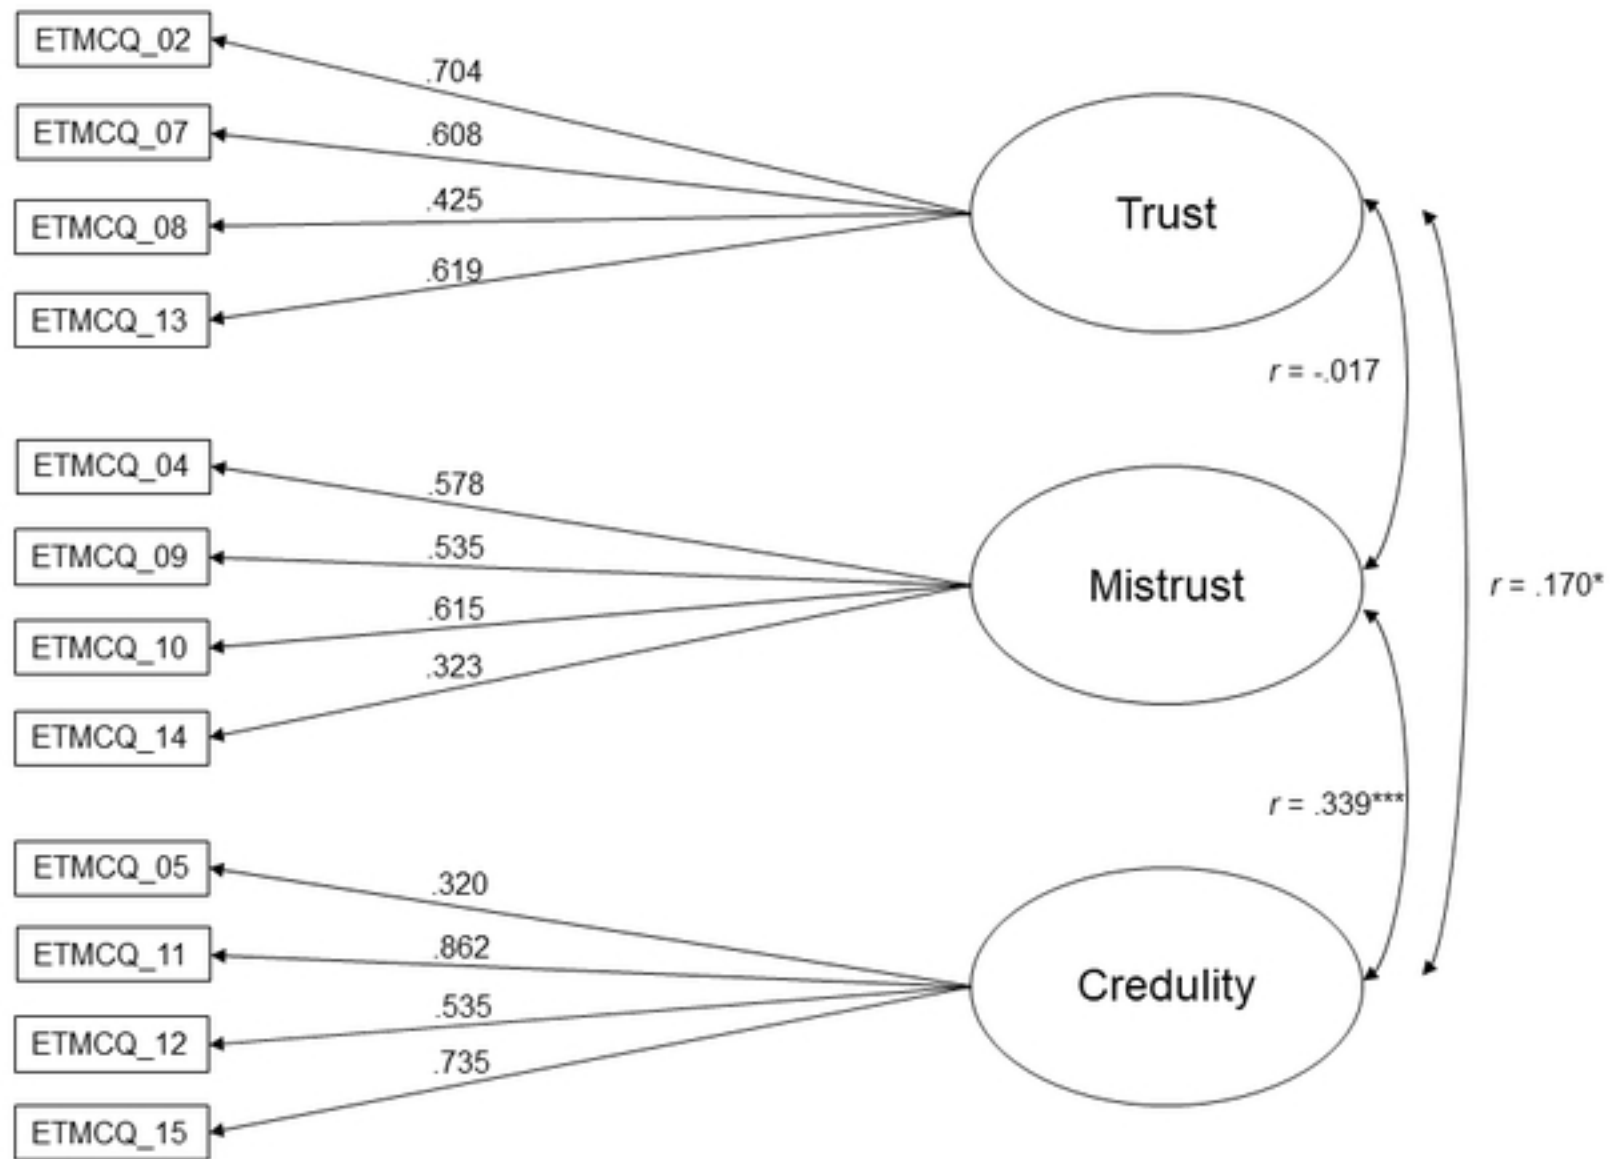 ETMCQ_02
.704
ETMCQ_07
.608
ETMCQ_08
.425
ETMCQ_13
.619
Trust
r = -.017
ETMCQ_04
.578
ETMCQ_09
.535
ETMCQ_10
.615
ETMCQ_14
.323
Mistrust
r = .170*
r = .339***
ETMCQ_05
.320
ETMCQ_11
.862
ETMCQ_12
.535
ETMCQ_15
.735
Credulity